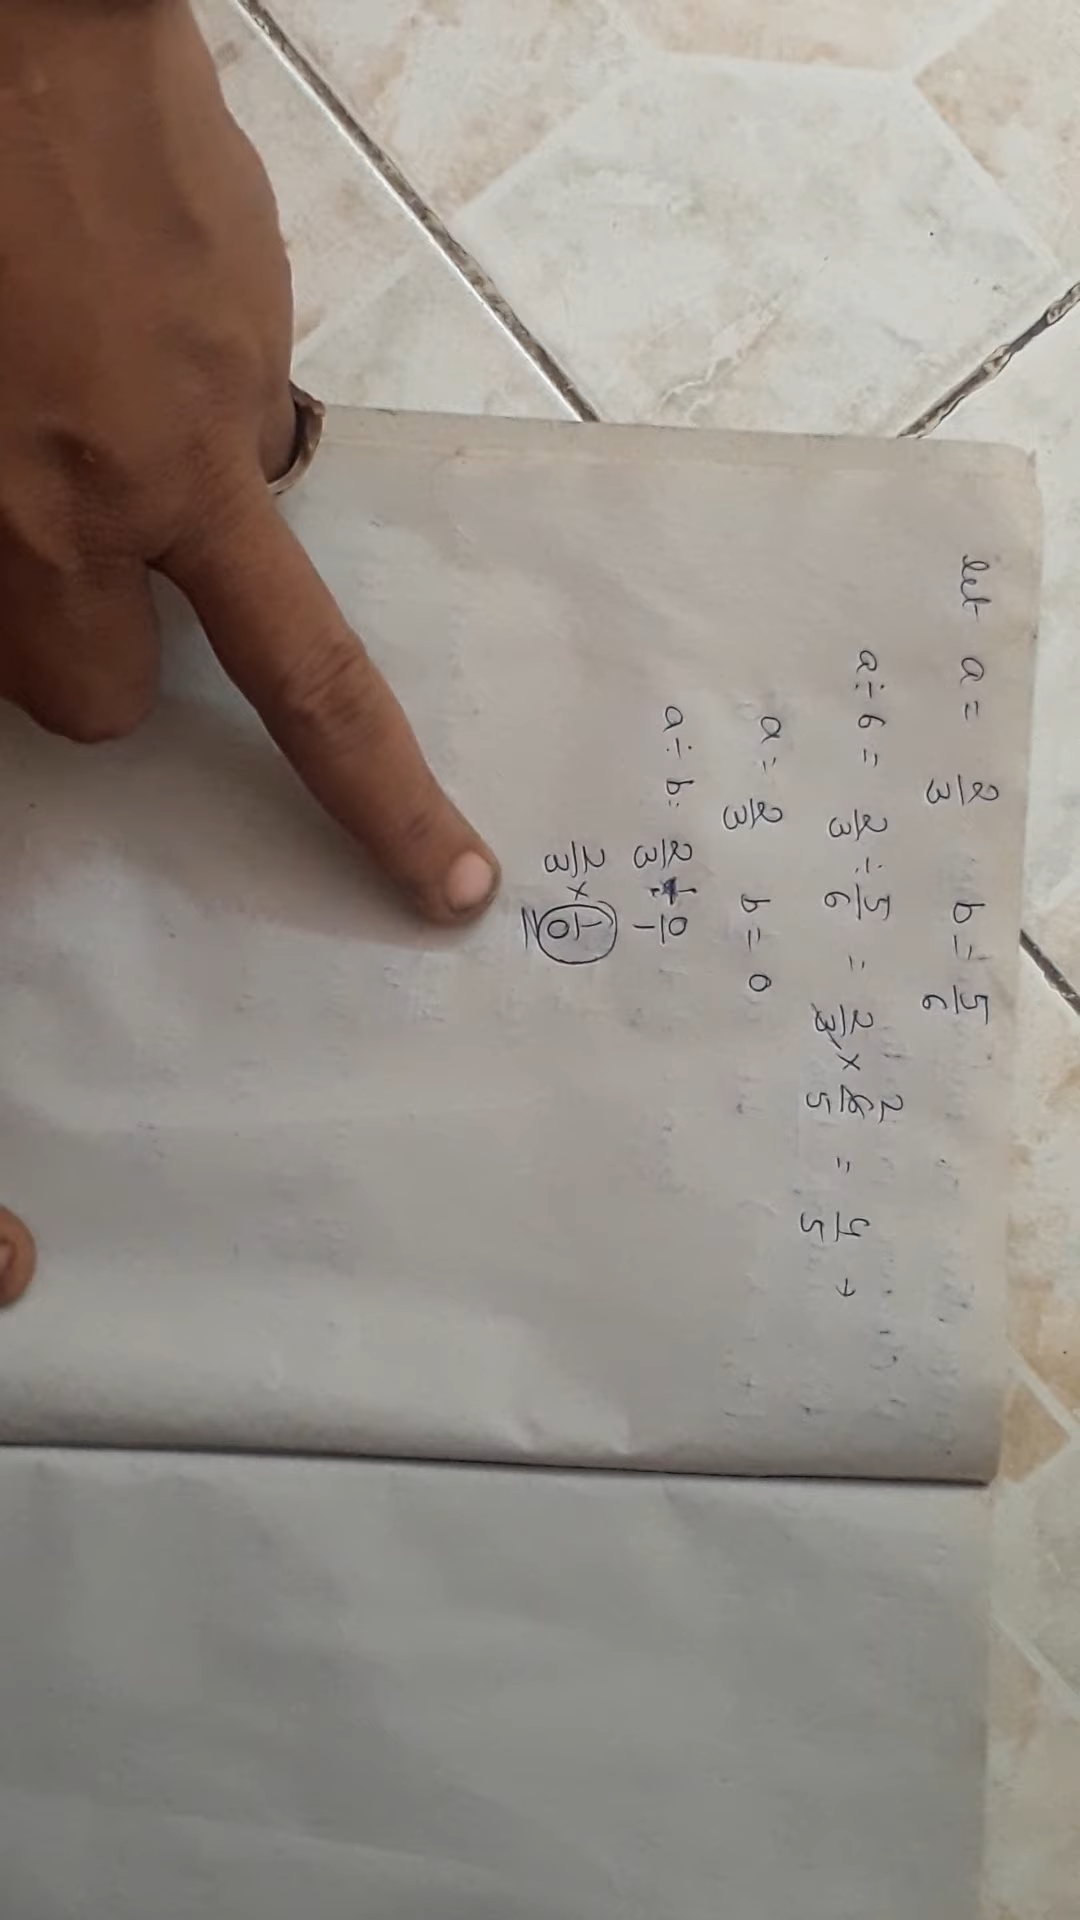 let a = 2/3 b = 5/6
a ÷ b = 2/3 ÷ 5/6 = 2/3 × 6/5 2 = 4/5 →
a = 2/3 b = 0
a ÷ b = 2/3 ÷ 0/1
2/3 × 1/0